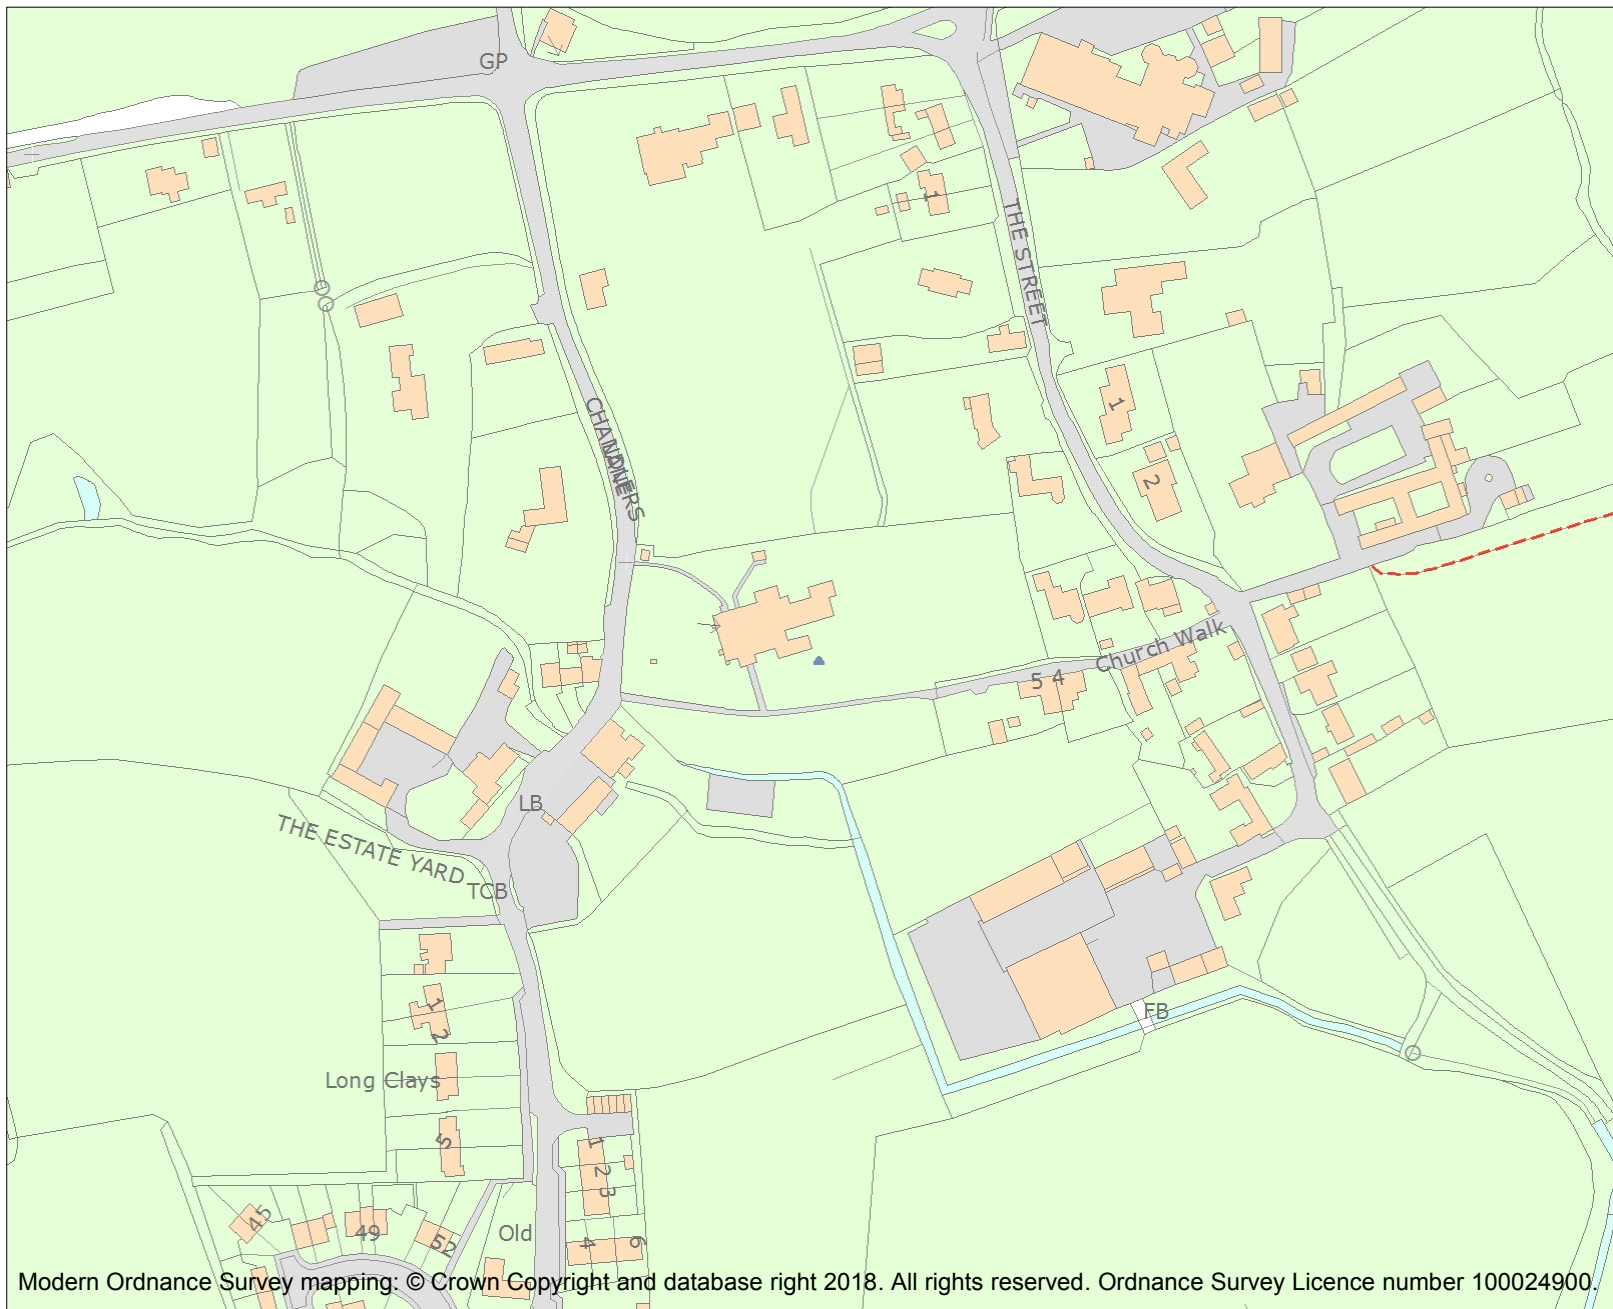 GP
1
THE STREET
1
CHANDLERS
LANE
2
Church Walk
5 4
LB
THE ESTATE YARD
TCB
1
2
FB
Long Clays
5
1
2
3
45
49
52
Old
4
6
Modern Ordnance Survey mapping: © Crown Copyright and database right 2018. All rights reserved. Ordnance Survey Licence number 100024900.